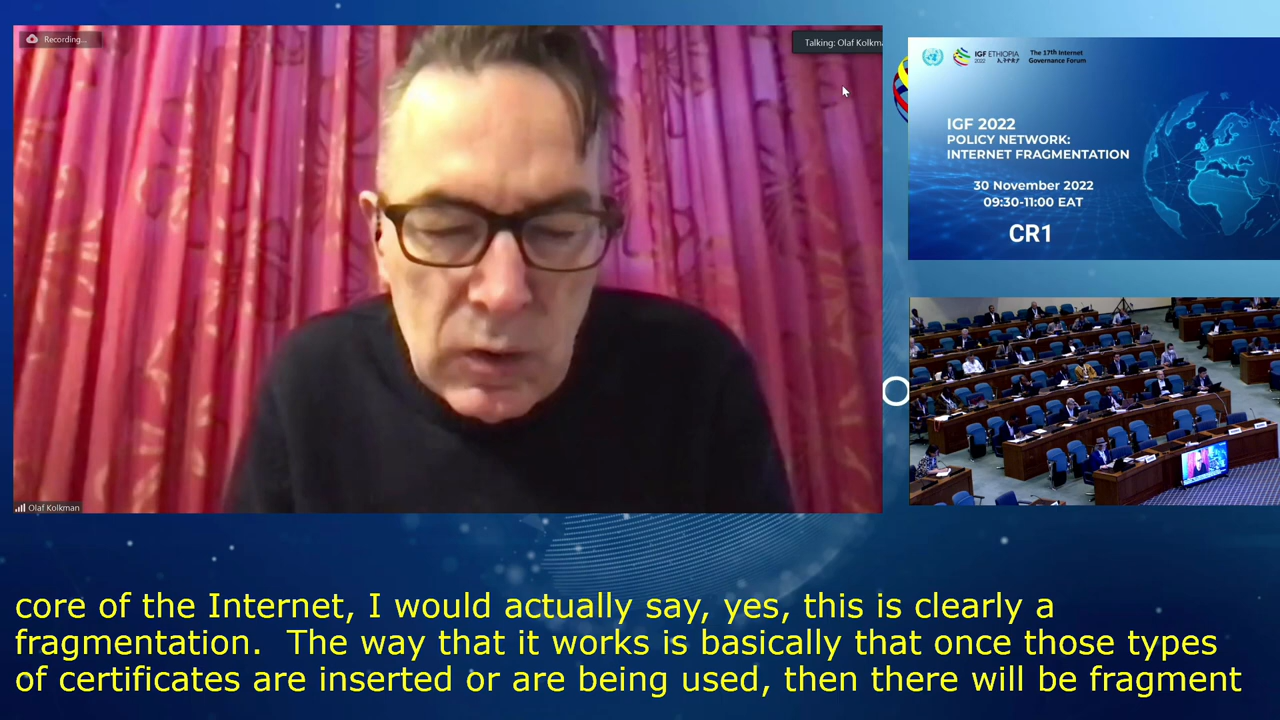 Recording...
Talking: Olaf Kolkma
IGF ETHIOPIA
2022 ኢትዮጵያ
The 17th Internet
Governance Forum
IGF 2022
POLICY NETWORK:
INTERNET FRAGMENTATION
30 November 2022
09:30-11:00 EAT
CR1
Olaf Kolkman
core of the Internet, I would actually say, yes, this is clearly a
fragmentation.  The way that it works is basically that once those types
of certificates are inserted or are being used, then there will be fragment